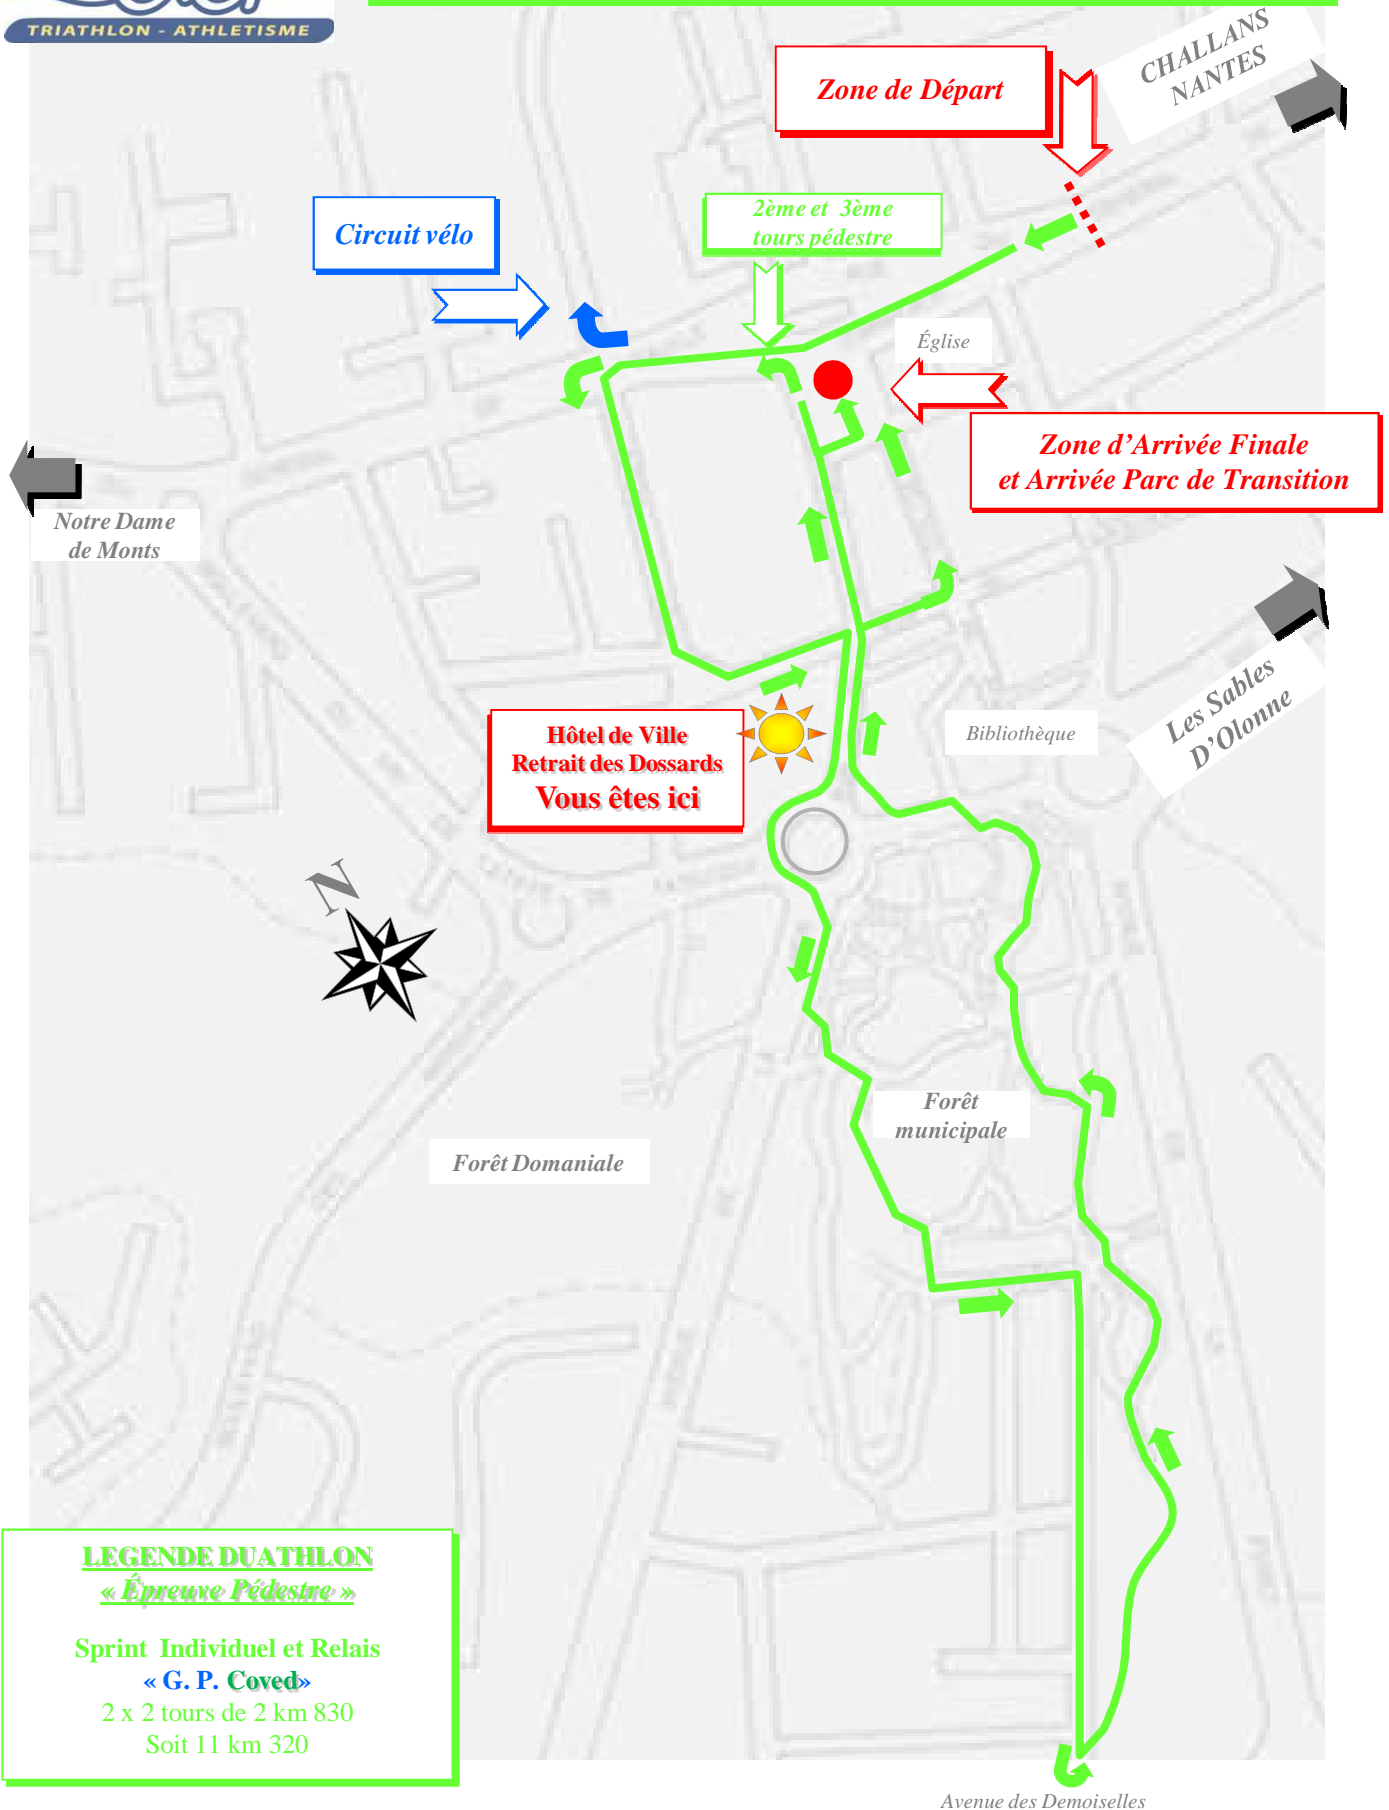 TRIATHLON - ATHLETISME
CHALLANS
NANTES
Zone de Départ
2ème et 3ème
tours pédestre
Circuit vélo
Église
Zone d’Arrivée Finale
et Arrivée Parc de Transition
Notre Dame
de Monts
Les Sables
D’Olonne
Hôtel de Ville
Retrait des Dossards
Vous êtes ici
Bibliothèque
N
Forêt
municipale
Forêt Domaniale
LEGENDE DUATHLON
« Épreuve Pédestre »
Sprint Individuel et Relais
« G. P. Coved»
2 x 2 tours de 2 km 830
Soit 11 km 320
Avenue des Demoiselles